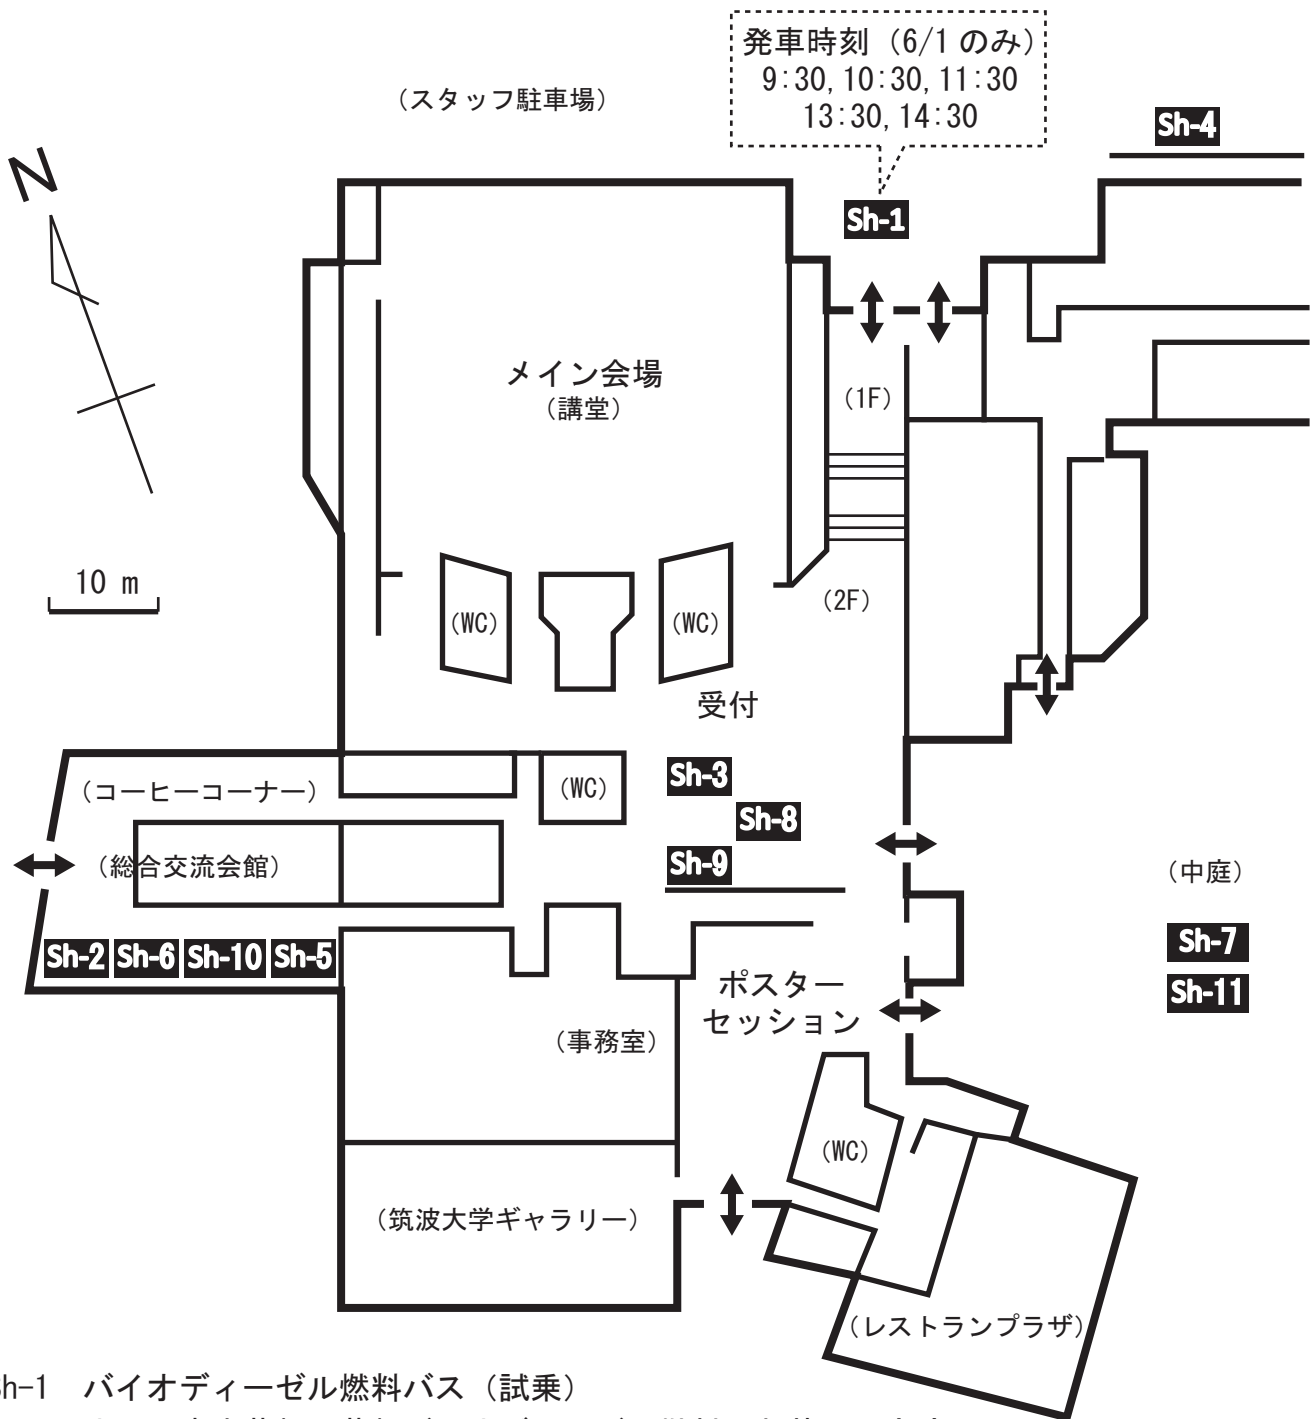 発車時刻（6/1 のみ）
9:30, 10:30, 11:30
13:30, 14:30
（スタッフ駐車場）
Sh-4
N
Sh-1
メイン会場
（講堂）
（1F）
10 m
（WC）
（WC）
（2F）
受付
（コーヒーコーナー）
（WC）
Sh-3
Sh-8
（総合交流会館）
Sh-9
（中庭）
Sh-2 Sh-6 Sh-10 Sh-5
Sh-7
ポスター
セッション
Sh-11
（事務室）
（WC）
（筑波大学ギャラリー）
（レストランプラザ）
Sh-1 バイオディーゼル燃料バス（試乗）